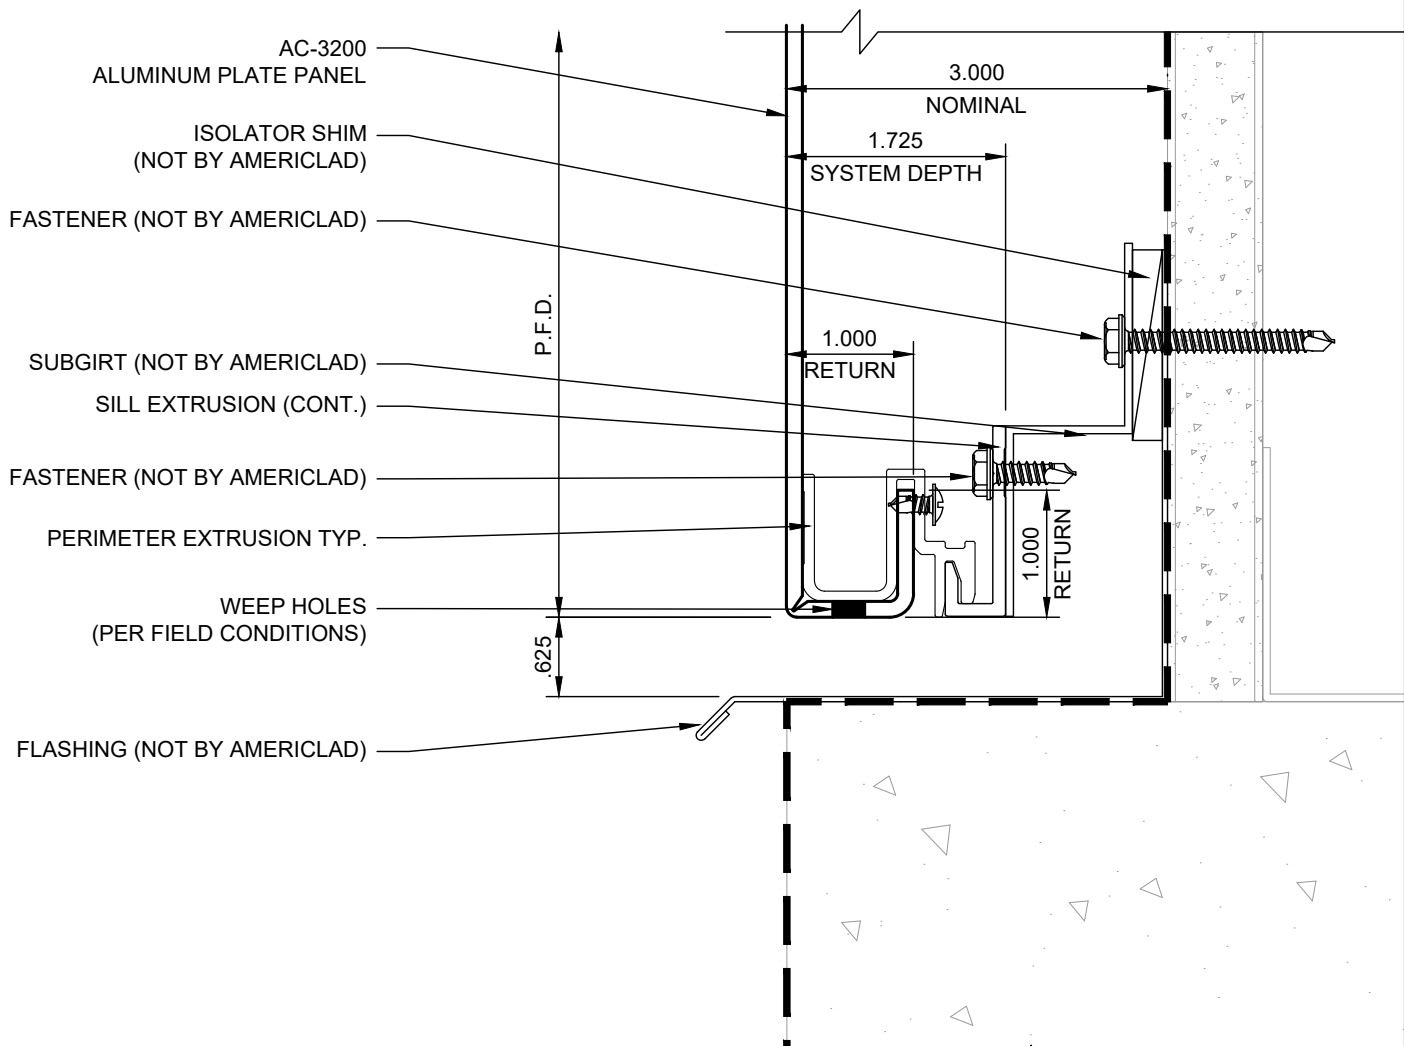 AC-3200
ALUMINUM PLATE PANEL
ISOLATOR SHIM
(NOT BY AMERICLAD)
FASTENER (NOT BY AMERICLAD)
SUBGIRT (NOT BY AMERICLAD)
SILL EXTRUSION (CONT.)
FASTENER (NOT BY AMERICLAD)
PERIMETER EXTRUSION TYP.
WEEP HOLES
(PER FIELD CONDITIONS)
FLASHING (NOT BY AMERICLAD)
P.F.D.
.625
3.000
NOMINAL
1.725
SYSTEM DEPTH
1.000
RETURN
1.000
RETURN